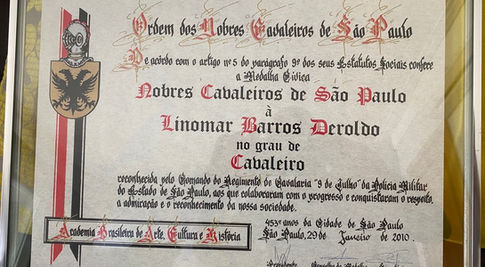 Ordem dos Nobres Cavaleiros de São Paulo
De acordo com o artigo nº 5 do parágrafo 9º dos seus Estatutos Sociais confere
a Medalha Cívica
Nobres Cavaleiros de São Paulo
à
Linomar Barros Deroldo
no grau de
Cavaleiro
reconhecida pelo Comando do Regimento de Cavalaria "9 de Julho" da Polícia Militar
do Estado de São Paulo, aos que colaboraram com o progresso e conquistaram o respeito,
a admiração e o reconhecimento da nossa sociedade.
453º anos da Cidade de São Paulo
Academia Brasileira de Arte, Cultura e História
São Paulo, 29 de Janeiro de 2010.
Presidente